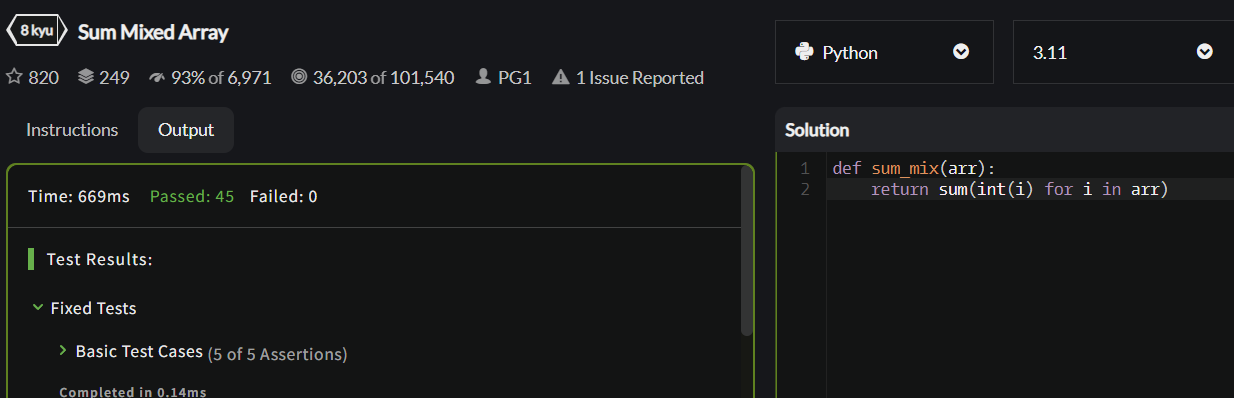 8 kyu Sum Mixed Array
820 249 93% of 6,971 36,203 of 101,540 PG1 1 Issue Reported
Python 3.11
Instructions Output
Time: 669ms Passed: 45 Failed: 0
Test Results:
Fixed Tests
Basic Test Cases (5 of 5 Assertions)
Completed in 0.14ms
Solution
1 def sum_mix(arr):
2 return sum(int(i) for i in arr)